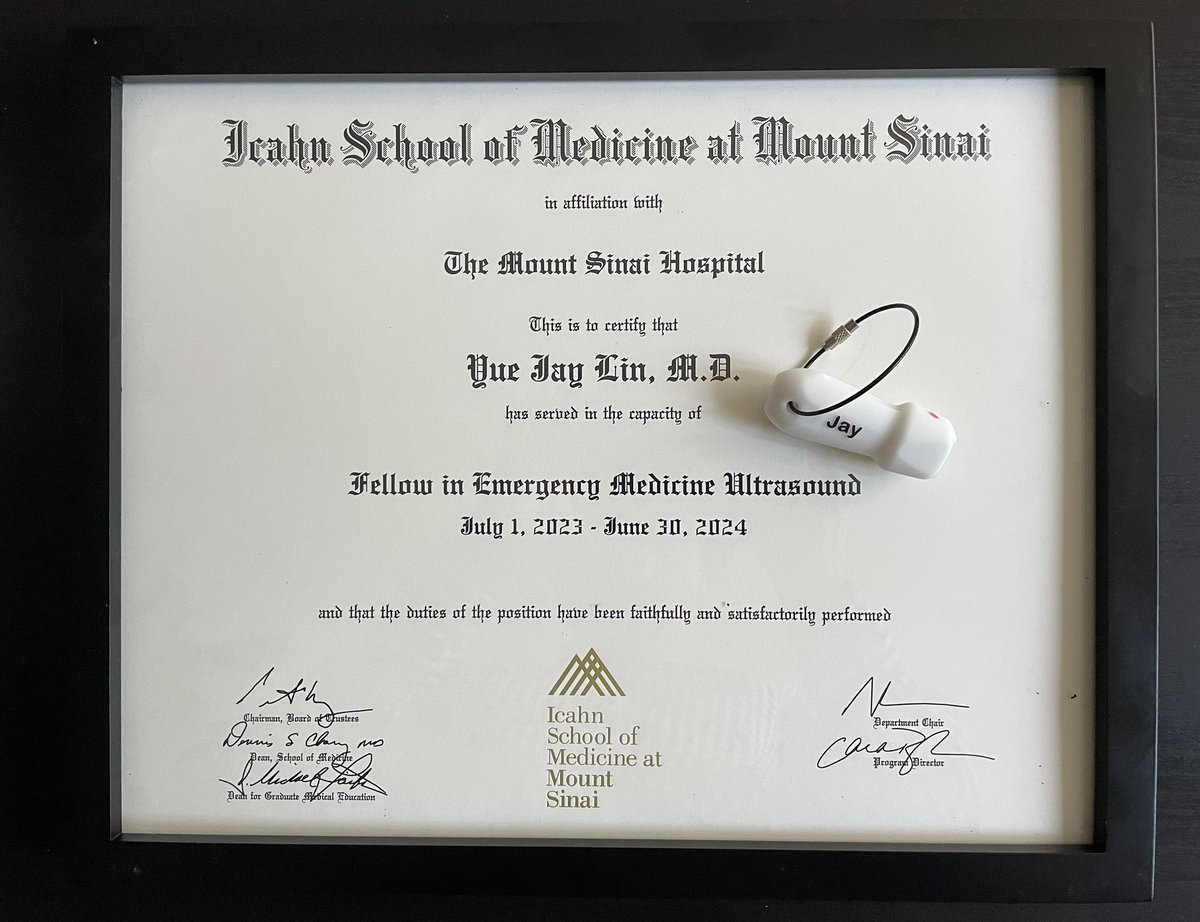 Icahn School of Medicine at Mount Sinai
in affiliation with
The Mount Sinai Hospital
This is to certify that
Yue Jay Lin, M.D.
has served in the capacity of
Jay
Fellow in Emergency Medicine Ultrasound
July 1, 2023 - June 30, 2024
and that the duties of the position have been faithfully and satisfactorily performed
Chairman, Board of Trustees
Dennis S Charney MD
Dean, School of Medicine
Dean for Graduate Medical Education
Icahn
School of
Medicine at
Mount
Sinai
Department Chair
Program Director